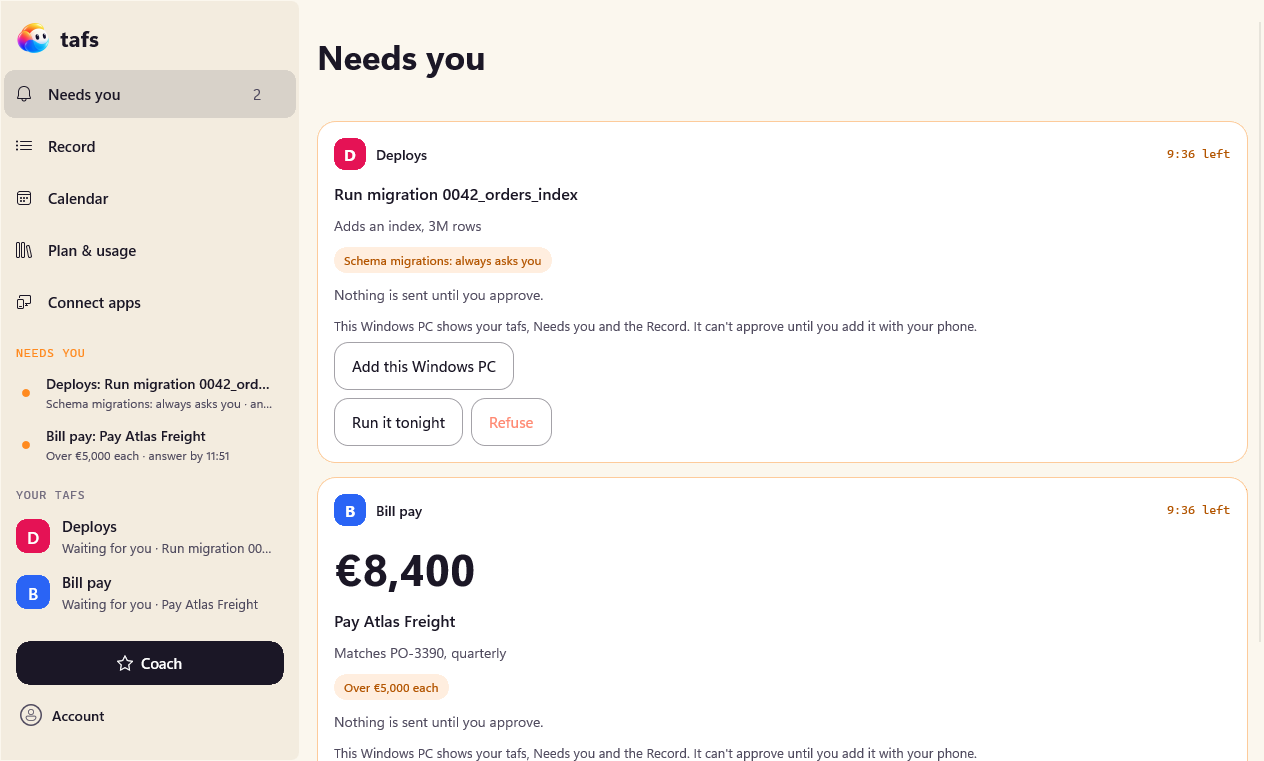 tafs
Needs you 2
Record
Calendar
Plan & usage
Connect apps
NEEDS YOU
Deploys: Run migration 0042_ord...
Schema migrations: always asks you · an...
Bill pay: Pay Atlas Freight
Over €5,000 each · answer by 11:51
YOUR TAFS
D
Deploys
Waiting for you · Run migration 00...
B
Bill pay
Waiting for you · Pay Atlas Freight
Coach
Account
Needs you
D Deploys 9:36 left
Run migration 0042_orders_index
Adds an index, 3M rows
Schema migrations: always asks you
Nothing is sent until you approve.
This Windows PC shows your tafs, Needs you and the Record. It can't approve until you add it with your phone.
Add this Windows PC
Run it tonight Refuse
B Bill pay 9:36 left
€8,400
Pay Atlas Freight
Matches PO-3390, quarterly
Over €5,000 each
Nothing is sent until you approve.
This Windows PC shows your tafs, Needs you and the Record. It can't approve until you add it with your phone.